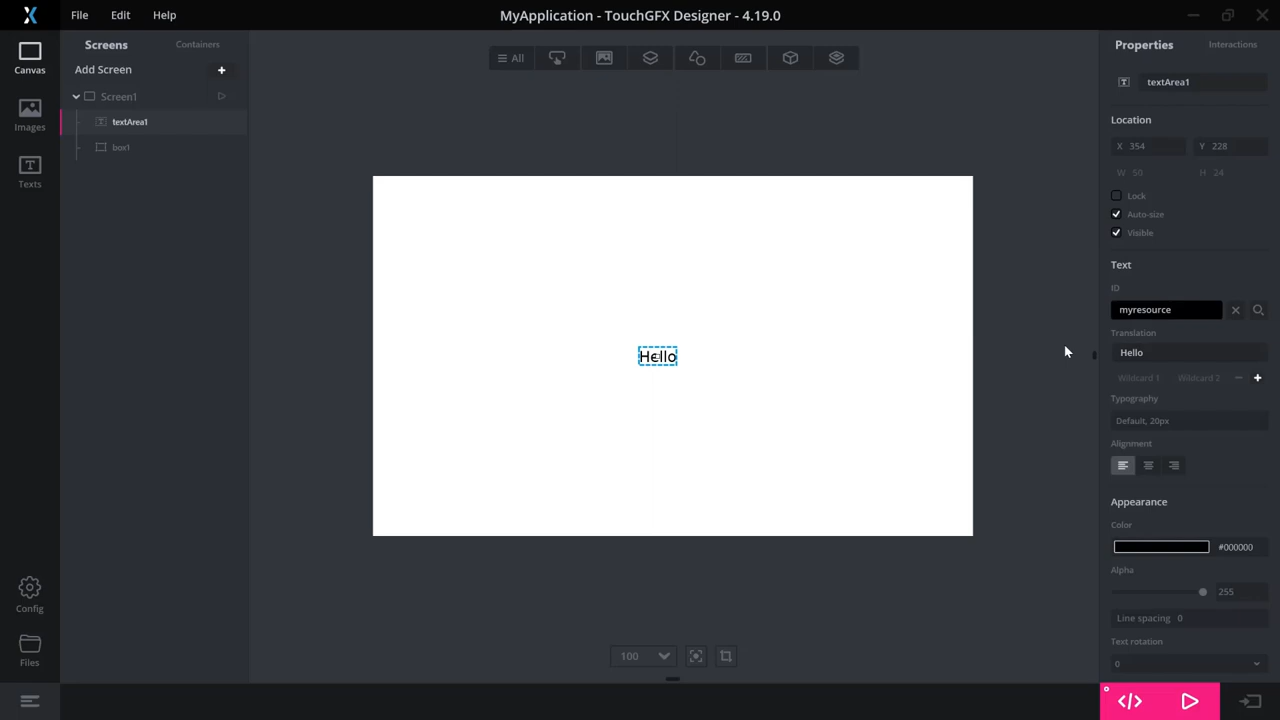 File Edit Help MyApplication - TouchGFX Designer - 4.19.0
Canvas
Images
Texts
Config
Files
Screens Containers
Add Screen +
Screen1
textArea1
box1
All
Hello
100
Properties Interactions
textArea1
Location
X 354 Y 228
W 50 H 24
Lock
Auto-size
Visible
Text
ID
myresource
Translation
Hello
Wildcard 1 Wildcard 2
Typography
Default, 20px
Alignment
Appearance
Color
#000000
Alpha
255
Line spacing 0
Text rotation
0